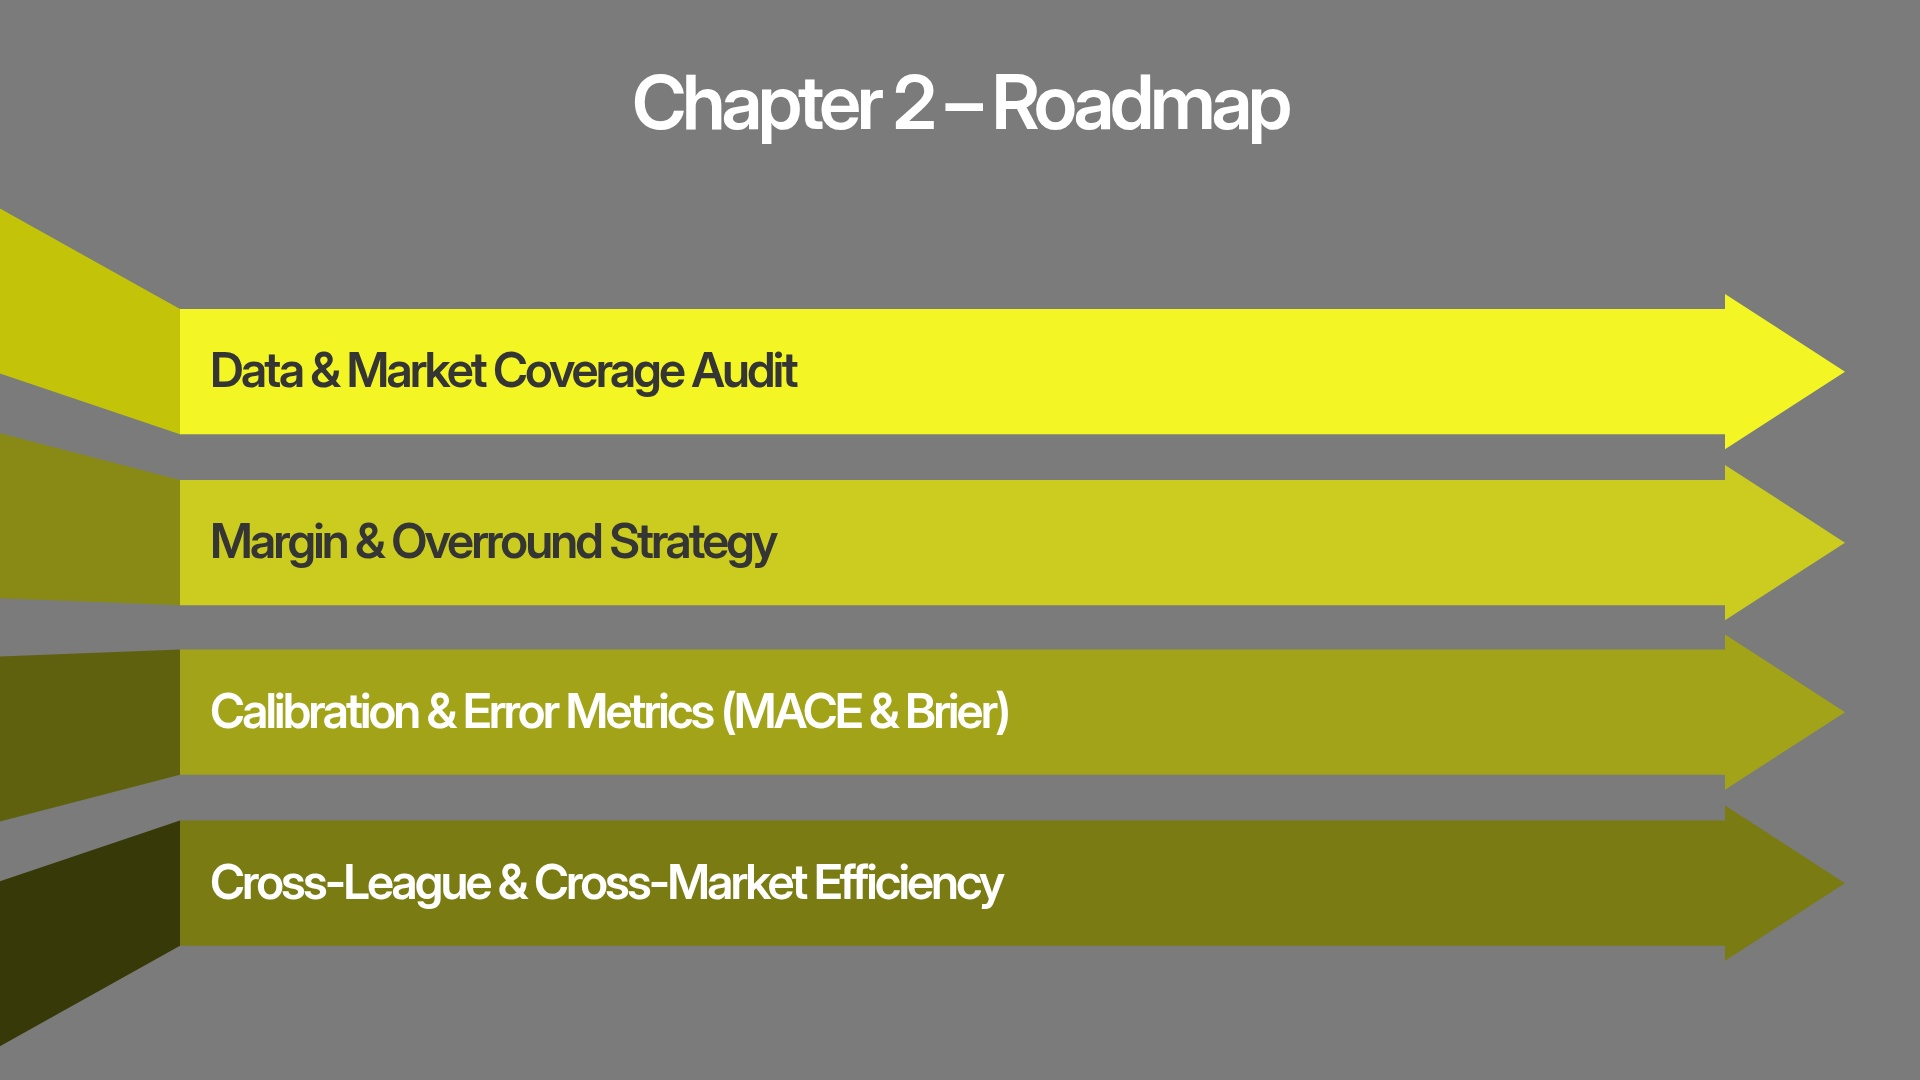 Chapter 2 – Roadmap
Data & Market Coverage Audit
Margin & Overround Strategy
Calibration & Error Metrics (MACE & Brier)
Cross-League & Cross-Market Efficiency